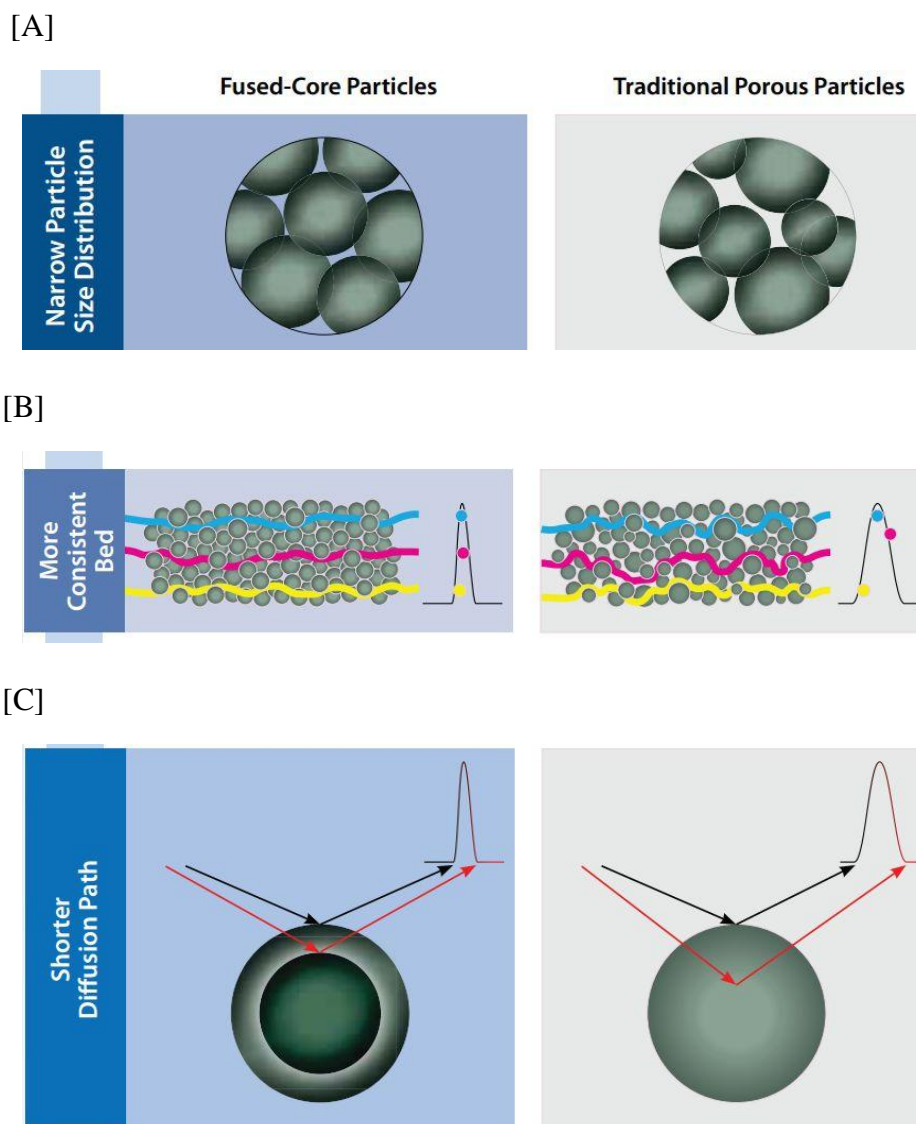 [A]
Fused-Core Particles
Traditional Porous Particles
Narrow Particle
Size Distribution
[B]
More
Consistent
Bed
[C]
Shorter
Diffusion Path